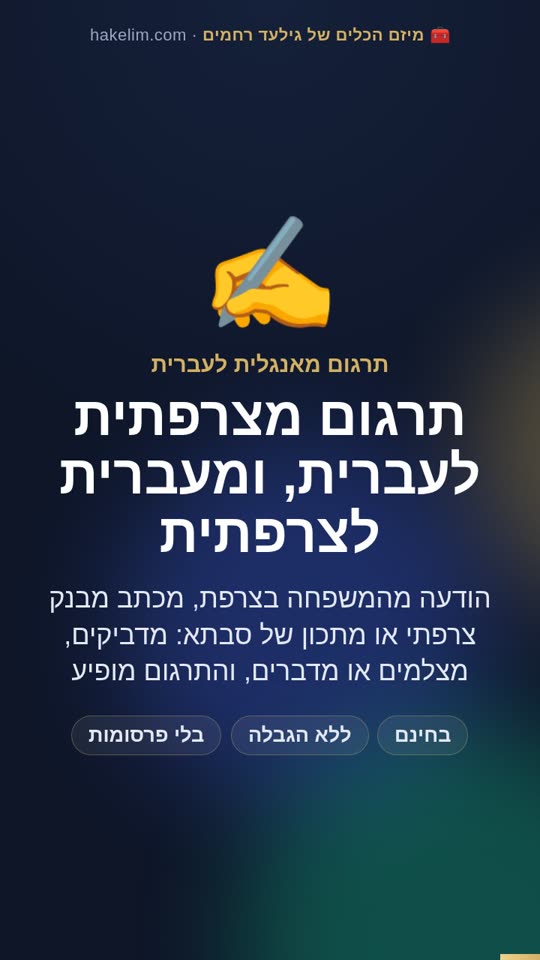 🧰 מיזם הכלים של גילעד רחמים · hakelim.com
תרגום מאנגלית לעברית
תרגום מצרפתית
לעברית, ומעברית
לצרפתית
הודעה מהמשפחה בצרפת, מכתב מבנק
צרפתי או מתכון של סבתא: מדביקים,
מצלמים או מדברים, והתרגום מופיע
בחינם
ללא הגבלה
בלי פרסומות